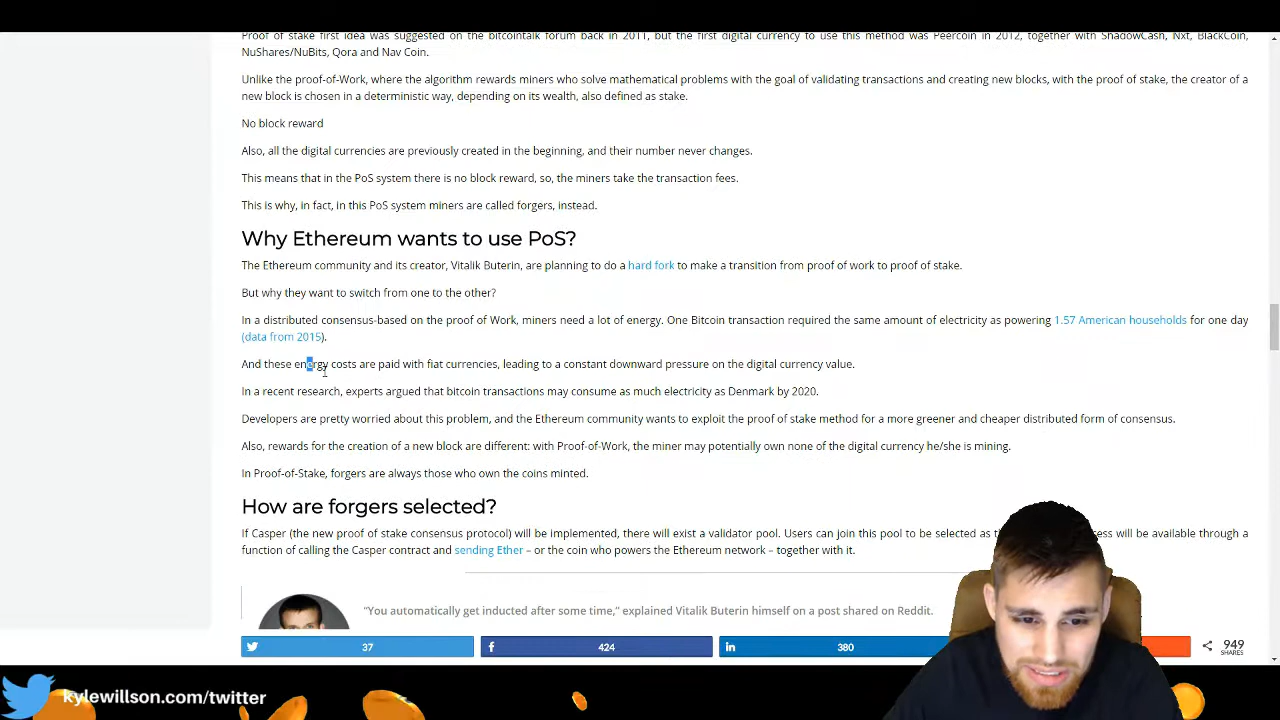 Proof of stake first idea was suggested on the bitcointalk forum back in 2011, but the first digital currency to use this method was Peercoin in 2012, together with ShadowCash, Nxt, BlackCoin,
NuShares/NuBits, Qora and Nav Coin.
Unlike the proof-of-Work, where the algorithm rewards miners who solve mathematical problems with the goal of validating transactions and creating new blocks, with the proof of stake, the creator of a
new block is chosen in a deterministic way, depending on its wealth, also defined as stake.
No block reward
Also, all the digital currencies are previously created in the beginning, and their number never changes.
This means that in the PoS system there is no block reward, so, the miners take the transaction fees.
This is why, in fact, in this PoS system miners are called forgers, instead.
Why Ethereum wants to use PoS?
The Ethereum community and its creator, Vitalik Buterin, are planning to do a hard fork to make a transition from proof of work to proof of stake.
But why they want to switch from one to the other?
In a distributed consensus-based on the proof of Work, miners need a lot of energy. One Bitcoin transaction required the same amount of electricity as powering 1.57 American households for one day
(data from 2015).
And these energy costs are paid with fiat currencies, leading to a constant downward pressure on the digital currency value.
In a recent research, experts argued that bitcoin transactions may consume as much electricity as Denmark by 2020.
Developers are pretty worried about this problem, and the Ethereum community wants to exploit the proof of stake method for a more greener and cheaper distributed form of consensus.
Also, rewards for the creation of a new block are different: with Proof-of-Work, the miner may potentially own none of the digital currency he/she is mining.
In Proof-of-Stake, forgers are always those who own the coins minted.
How are forgers selected?
If Casper (the new proof of stake consensus protocol) will be implemented, there will exist a validator pool. Users can join this pool to be selected as will be available through a
function of calling the Casper contract and sending Ether – or the coin who powers the Ethereum network – together with it.
“You automatically get inducted after some time,” explained Vitalik Buterin himself on a post shared on Reddit.
37
424
380
949
SHARES
kylewillson.com/twitter